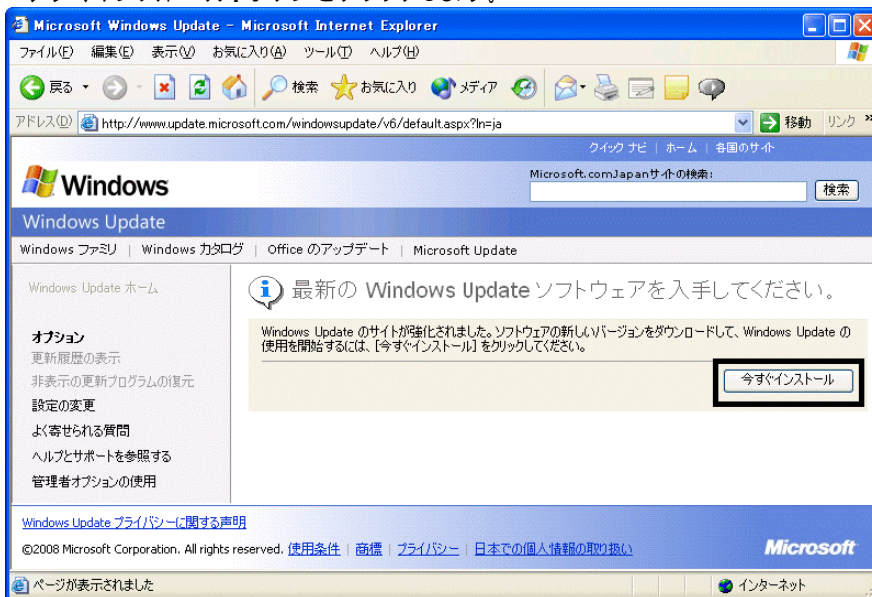 Microsoft Windows Update - Microsoft Internet Explorer
ファイル(F) 編集(E) 表示(V) お気に入り(A) ツール(T) ヘルプ(H)
戻る 検索 お気に入り メディア
アドレス(D) http://www.update.microsoft.com/windowsupdate/v6/default.aspx?ln=ja 移動 リンク »
クイック ナビ | ホーム | 各国のサイト
Windows
Microsoft.comJapanサイトの検索:
検索
Windows Update
Windows ファミリ | Windows カタログ | Office のアップデート | Microsoft Update
Windows Update ホーム
オプション
更新履歴の表示
非表示の更新プログラムの復元
設定の変更
よく寄せられる質問
ヘルプとサポートを参照する
管理者オプションの使用
最新の Windows Update ソフトウェアを入手してください。
Windows Update のサイトが強化されました。ソフトウェアの新しいバージョンをダウンロードして、Windows Update の
使用を開始するには、[今すぐインストール] をクリックしてください。
今すぐインストール
Windows Update プライバシーに関する声明
©2008 Microsoft Corporation. All rights reserved. 使用条件 | 商標 | プライバシー | 日本での個人情報の取り扱い
Microsoft
ページが表示されました インターネット